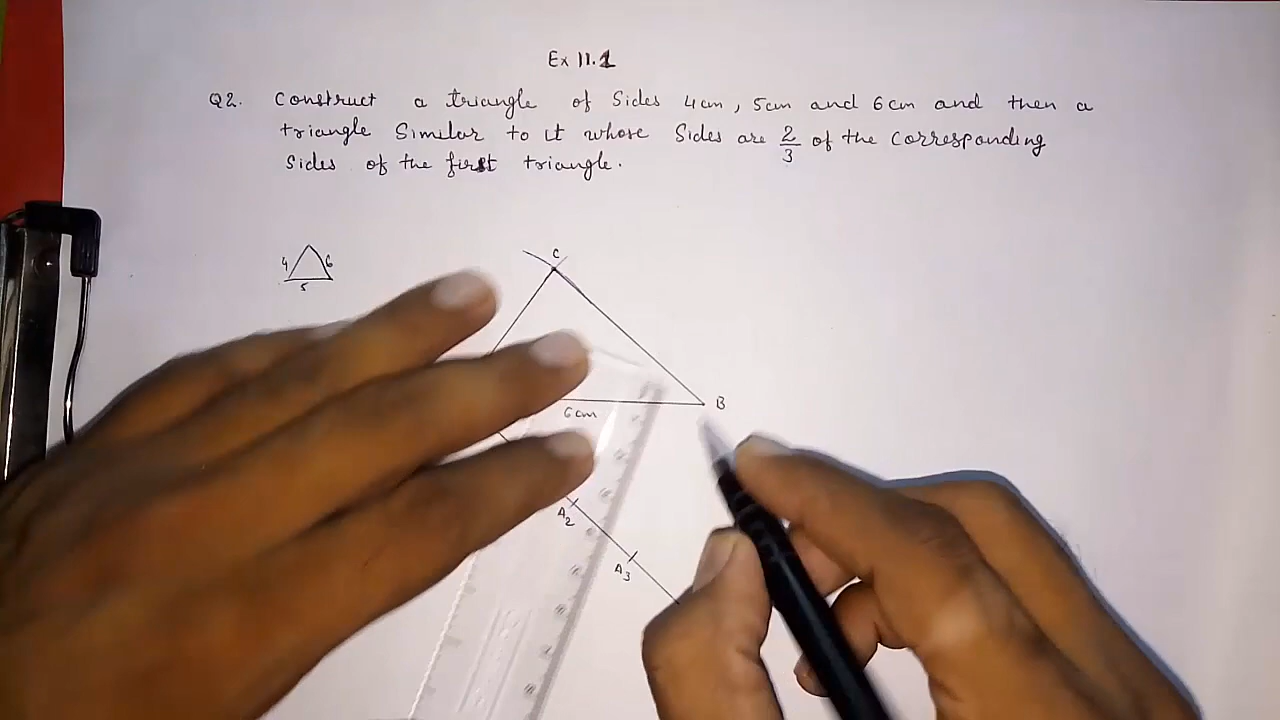 Ex 11.1
Q2. Construct a triangle of Sides 4cm, 5cm and 6cm and then a
triangle Similar to it whose Sides are 2/3 of the Corresponding
Sides of the first triangle.
C
4 6
5
B
6cm
A2
A3